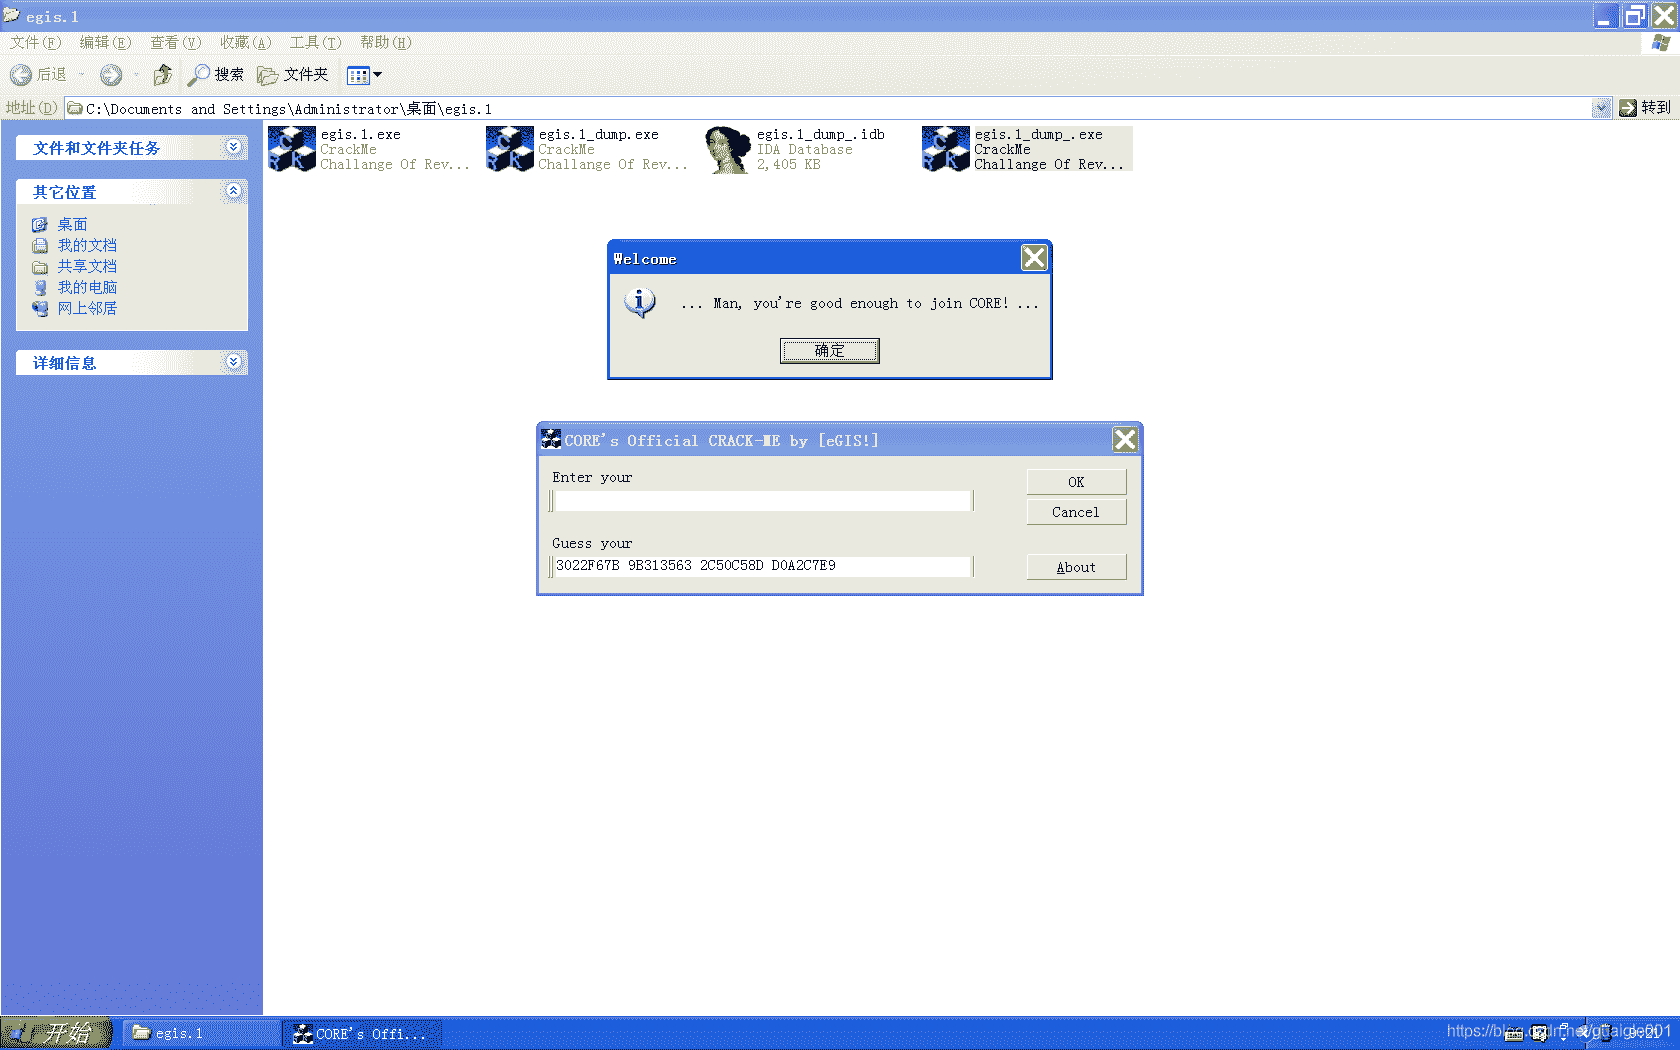 egis.1
文件(F) 编辑(E) 查看(V) 收藏(A) 工具(T) 帮助(H)
后退 搜索 文件夹
地址(D) C:\Documents and Settings\Administrator\桌面\egis.1 转到
文件和文件夹任务
其它位置
桌面
我的文档
共享文档
我的电脑
网上邻居
详细信息
egis.1.exe
CrackMe
Challange Of Rev...
egis.1_dump.exe
CrackMe
Challange Of Rev...
egis.1_dump_.idb
IDA Database
2,405 KB
egis.1_dump_.exe
CrackMe
Challange Of Rev...
Welcome
... Man, you're good enough to join CORE! ...
确定
CORE's Official CRACK-ME by [eGIS!]
Enter your
OK
Cancel
Guess your
3022F67B 9B313563 2C50C58D D0A2C7E9
About
开始 egis.1 CORE's Offi...